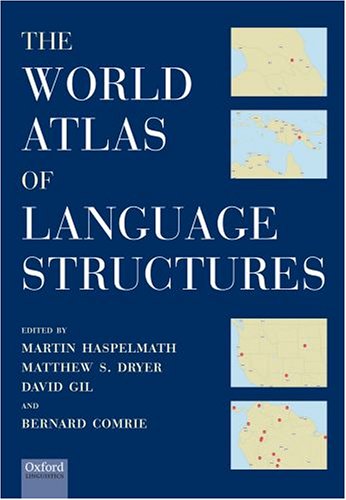 THE
WORLD
ATLAS
OF
LANGUAGE
STRUCTURES
EDITED BY
MARTIN HASPELMATH
MATTHEW S. DRYER
DAVID GIL
AND
BERNARD COMRIE
Oxford
LINGUISTICS